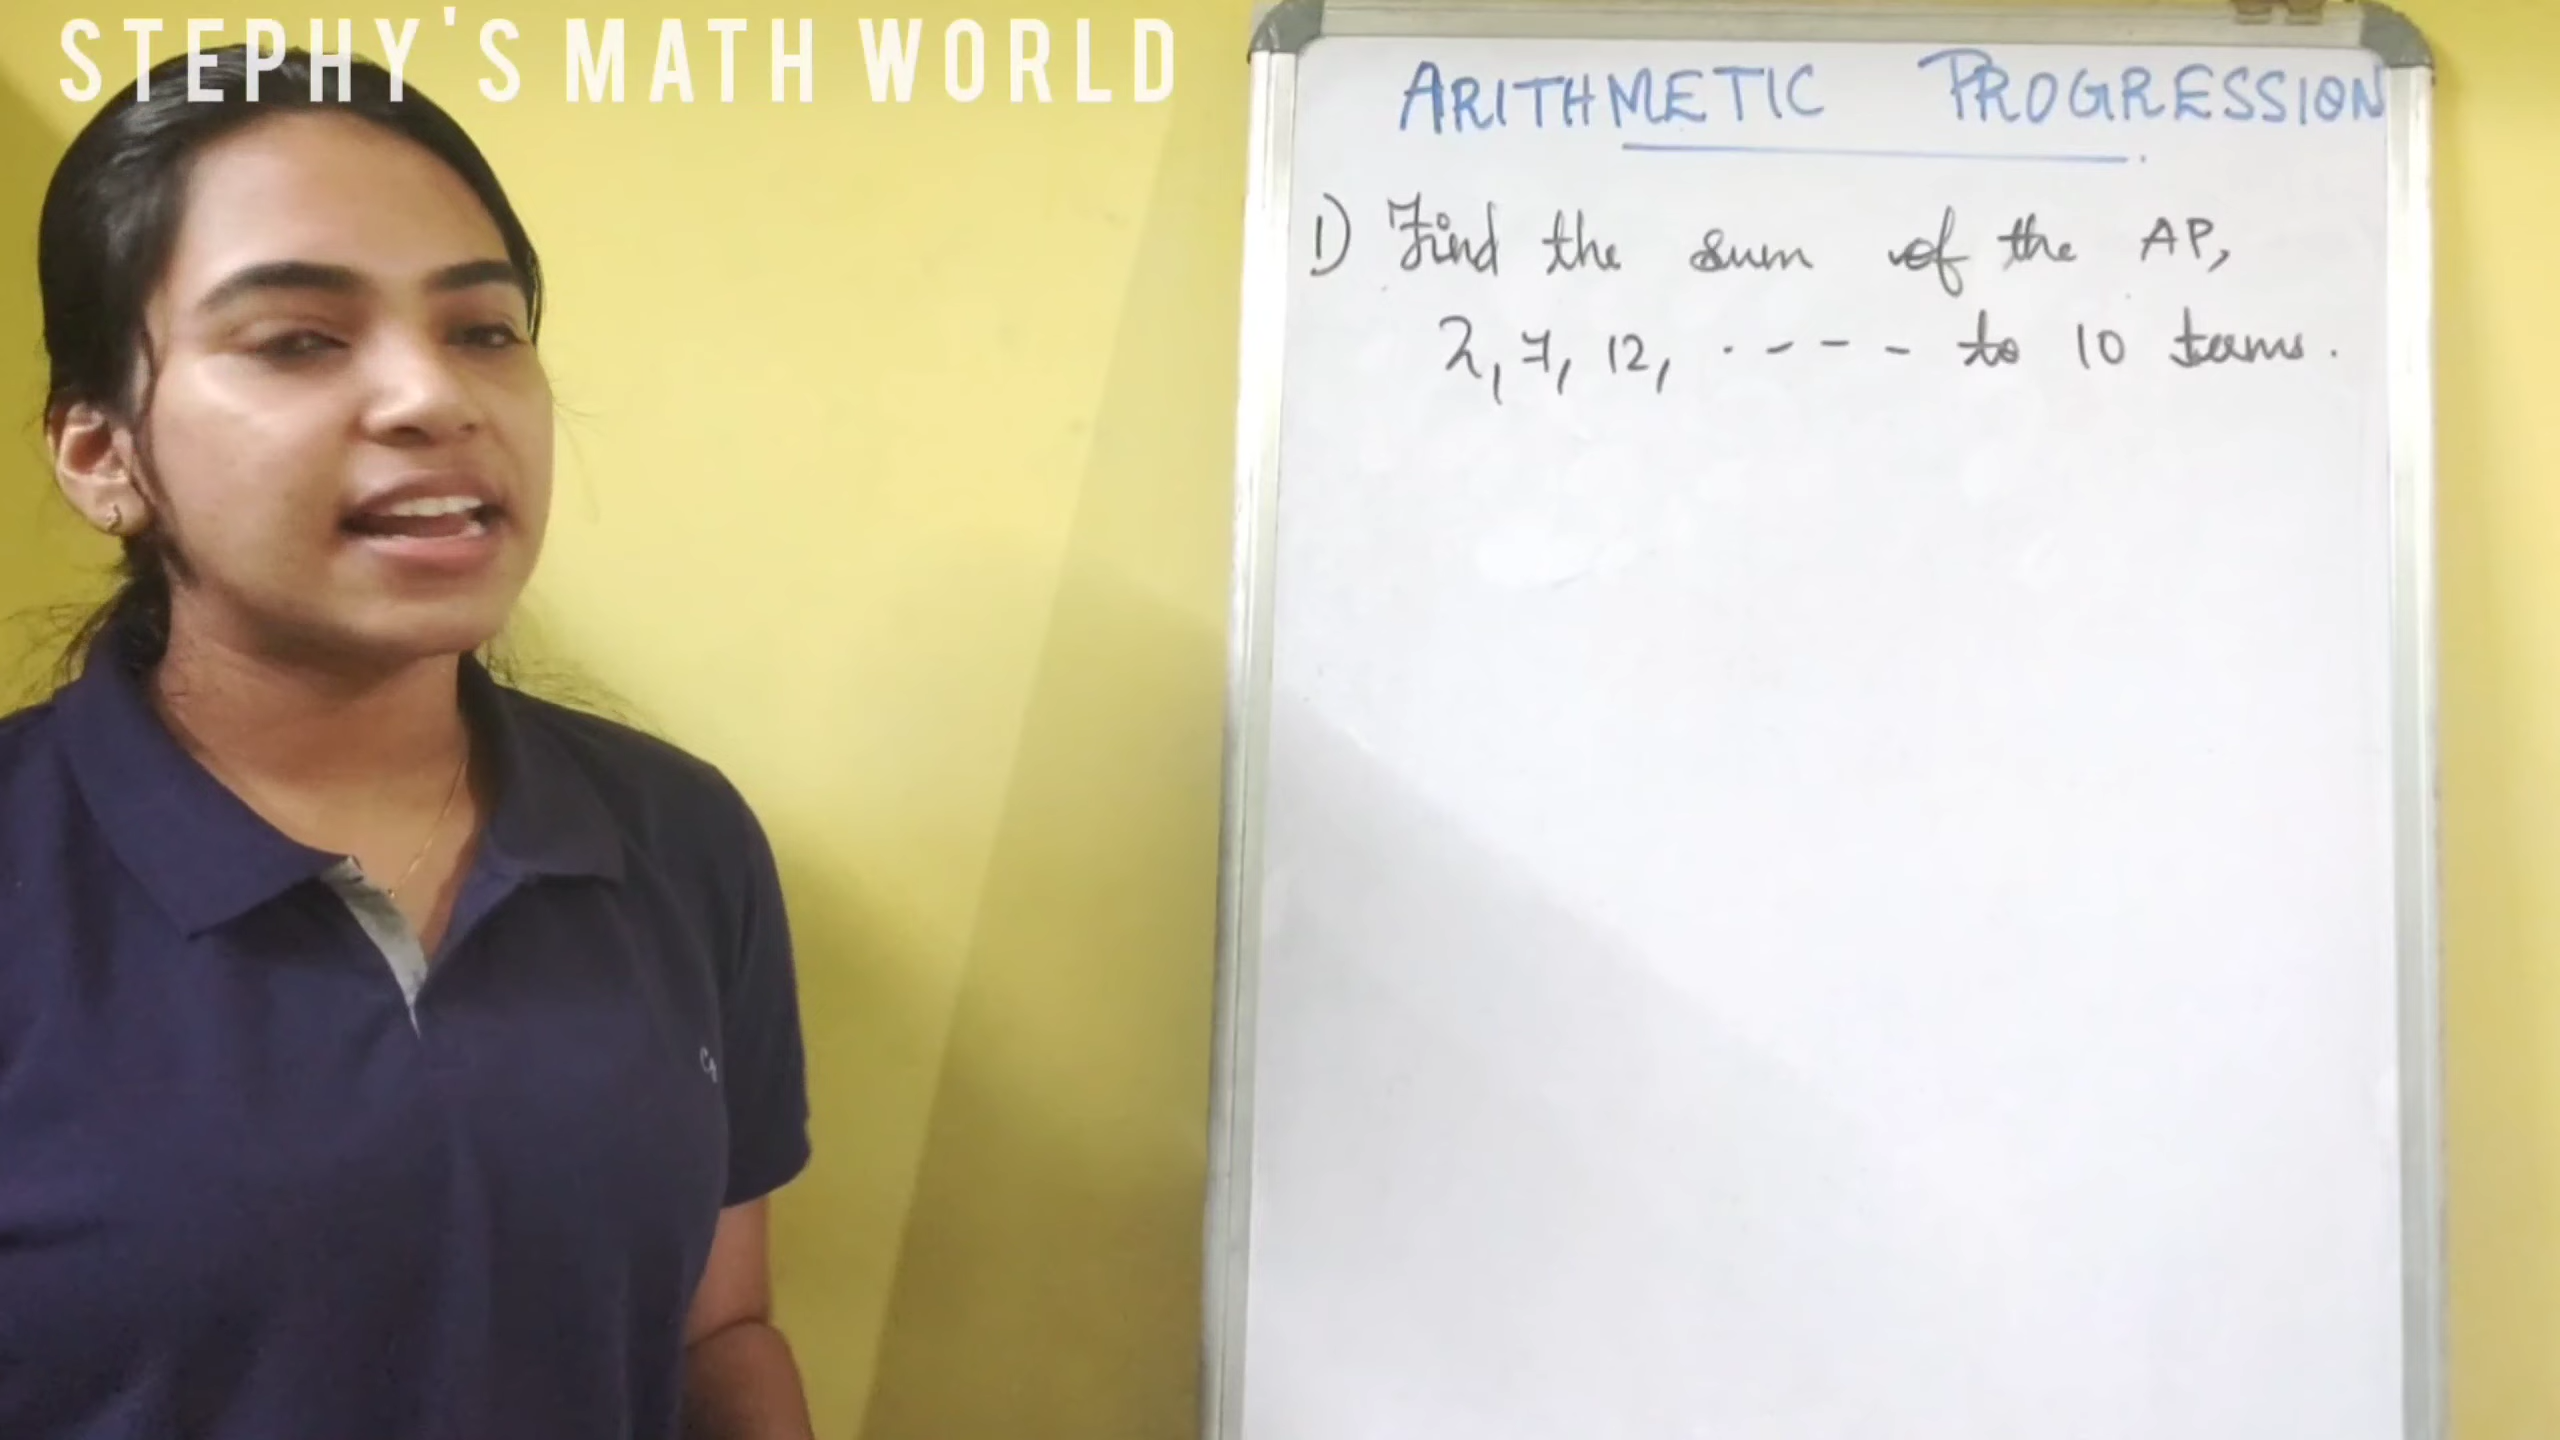 STEPHY'S MATH WORLD
ARITHMETIC PROGRESSION
1) Find the sum of the AP,
2, 7, 12, . - - - to 10 terms.